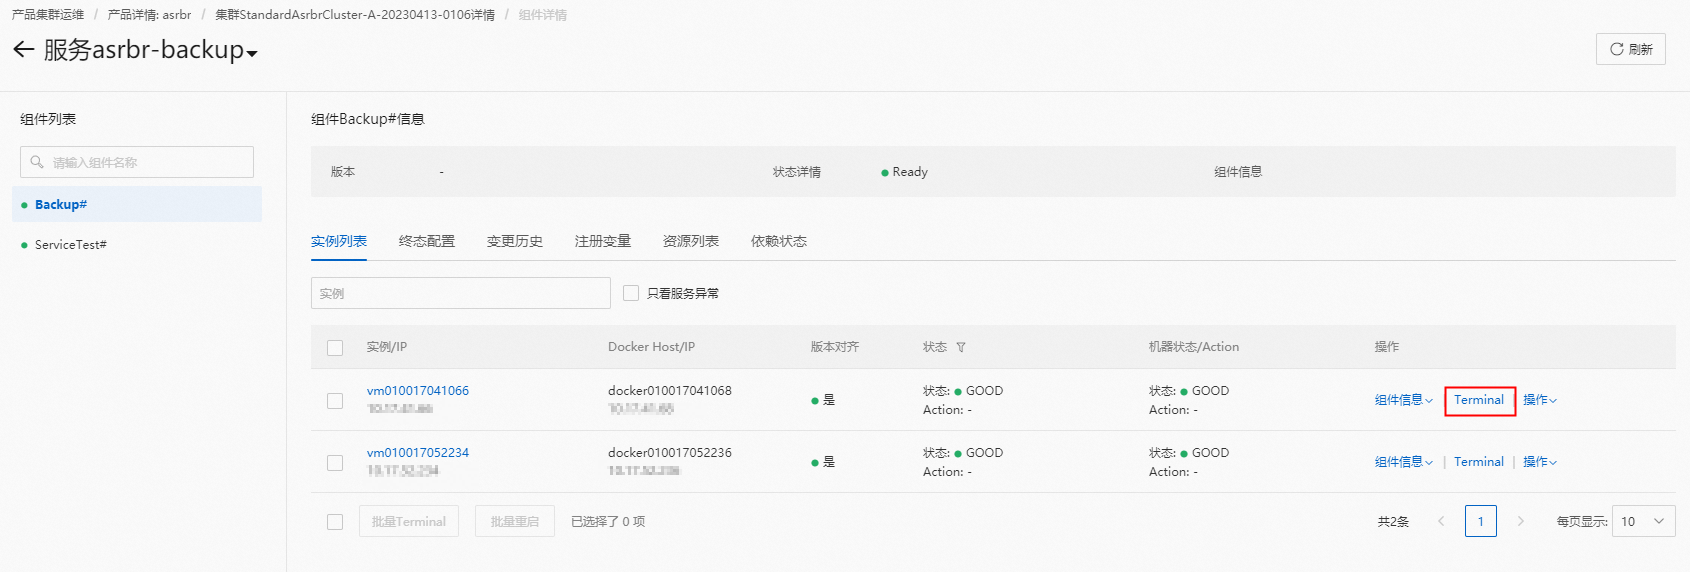 产品集群运维 / 产品详情: asrbr / 集群StandardAsrbrCluster-A-20230413-0106详情 / 组件详情
服务asrbr-backup
刷新
组件列表
请输入组件名称
Backup#
ServiceTest#
组件Backup#信息
版本 - 状态详情 Ready 组件信息
实例列表 终态配置 变更历史 注册变量 资源列表 依赖状态
实例 只看服务异常
实例/IP Docker Host/IP 版本对齐 状态 机器状态/Action 操作
vm010017041066 docker010017041068 是 状态: GOOD 状态: GOOD 组件信息 Terminal 操作
Action: - Action: -
vm010017052234 docker010017052236 是 状态: GOOD 状态: GOOD 组件信息 | Terminal | 操作
Action: - Action: -
批量Terminal 批量重启 已选择了 0 项 共2条 1 每页显示: 10